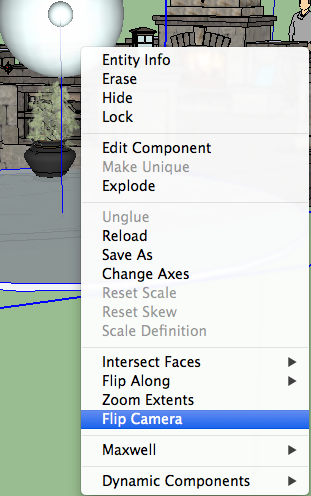 Entity Info
Erase
Hide
Lock
Edit Component
Make Unique
Explode
Unglue
Reload
Save As
Change Axes
Reset Scale
Reset Skew
Scale Definition
Intersect Faces
Flip Along
Zoom Extents
Flip Camera
Maxwell
Dynamic Components